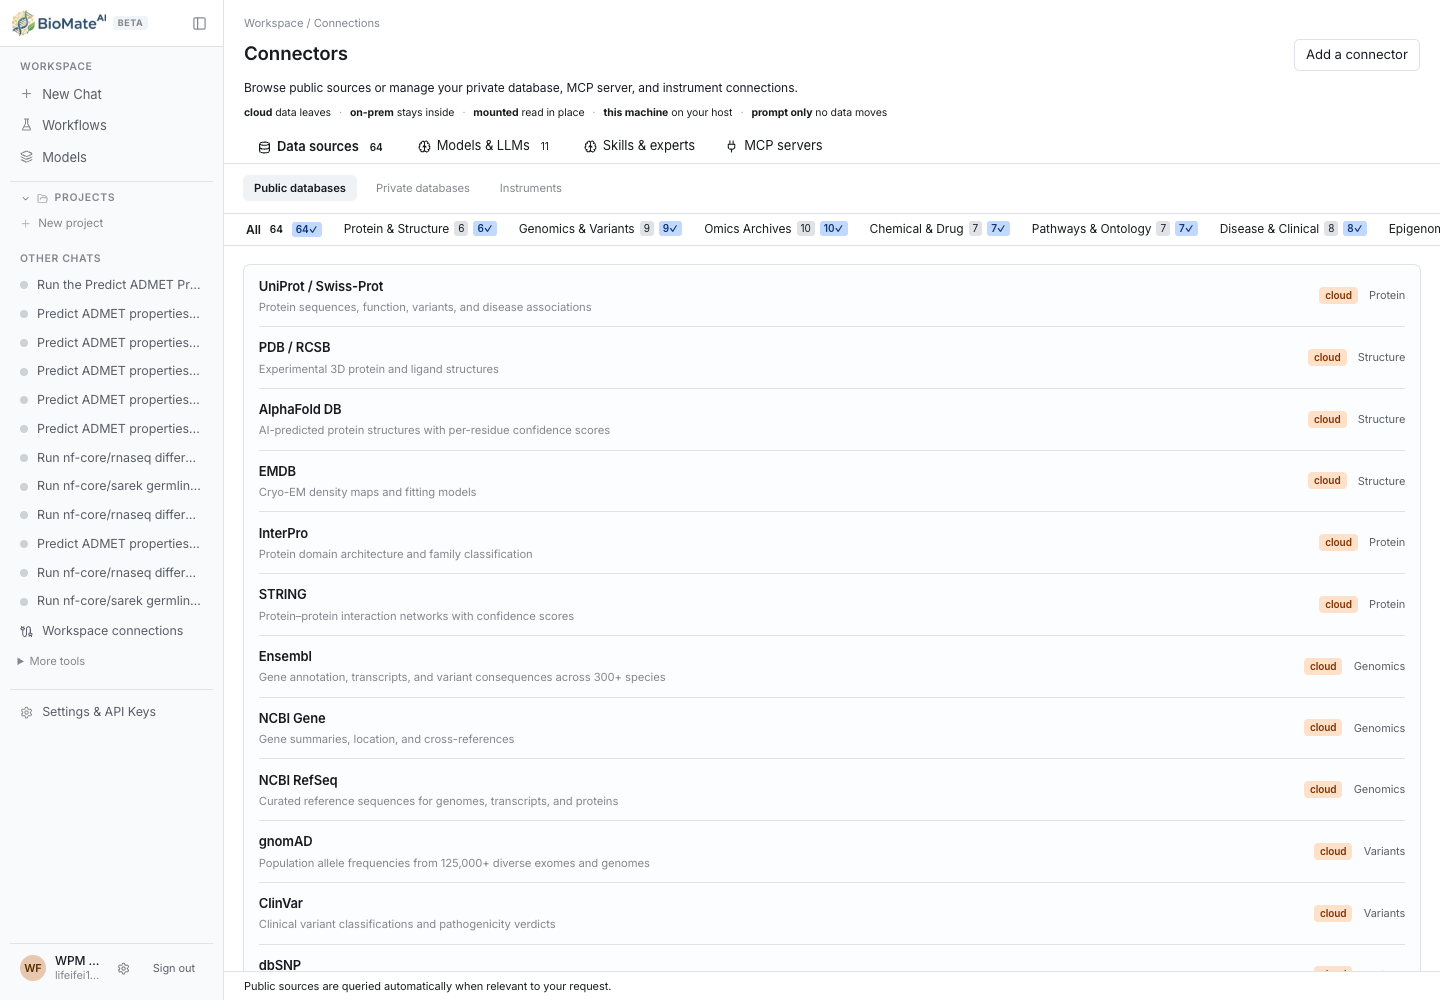 BioMate AI BETA
WORKSPACE
New Chat
Workflows
Models
PROJECTS
New project
OTHER CHATS
Run the Predict ADMET Pr...
Predict ADMET properties...
Predict ADMET properties...
Predict ADMET properties...
Predict ADMET properties...
Predict ADMET properties...
Run nf-core/rnaseq differ...
Run nf-core/sarek germlin...
Run nf-core/rnaseq differ...
Predict ADMET properties...
Run nf-core/rnaseq differ...
Run nf-core/sarek germlin...
Workspace connections
More tools
Settings & API Keys
WF WPM ...
lifeifei1...
Sign out
Workspace / Connections
Connectors
Add a connector
Browse public sources or manage your private database, MCP server, and instrument connections.
cloud data leaves · on-prem stays inside · mounted read in place · this machine on your host · prompt only no data moves
Data sources 64 Models & LLMs 11 Skills & experts MCP servers
Public databases Private databases Instruments
All 64 64✓ Protein & Structure 6 6✓ Genomics & Variants 9 9✓ Omics Archives 10 10✓ Chemical & Drug 7 7✓ Pathways & Ontology 7 7✓ Disease & Clinical 8 8✓ Epigenom
UniProt / Swiss-Prot
Protein sequences, function, variants, and disease associations
cloud Protein
PDB / RCSB
Experimental 3D protein and ligand structures
cloud Structure
AlphaFold DB
AI-predicted protein structures with per-residue confidence scores
cloud Structure
EMDB
Cryo-EM density maps and fitting models
cloud Structure
InterPro
Protein domain architecture and family classification
cloud Protein
STRING
Protein–protein interaction networks with confidence scores
cloud Protein
Ensembl
Gene annotation, transcripts, and variant consequences across 300+ species
cloud Genomics
NCBI Gene
Gene summaries, location, and cross-references
cloud Genomics
NCBI RefSeq
Curated reference sequences for genomes, transcripts, and proteins
cloud Genomics
gnomAD
Population allele frequencies from 125,000+ diverse exomes and genomes
cloud Variants
ClinVar
Clinical variant classifications and pathogenicity verdicts
cloud Variants
dbSNP
Public sources are queried automatically when relevant to your request.